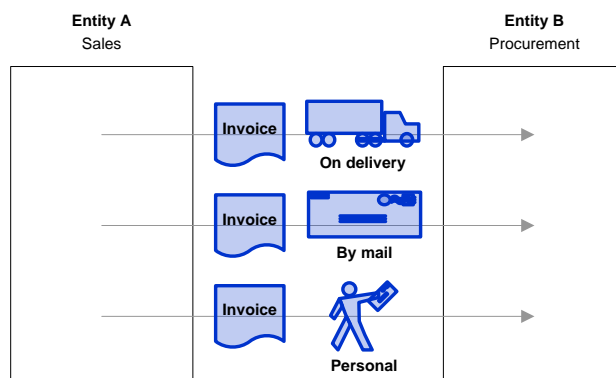 Entity A
Sales
Entity B
Procurement
Invoice
On delivery
Invoice
By mail
Invoice
Personal